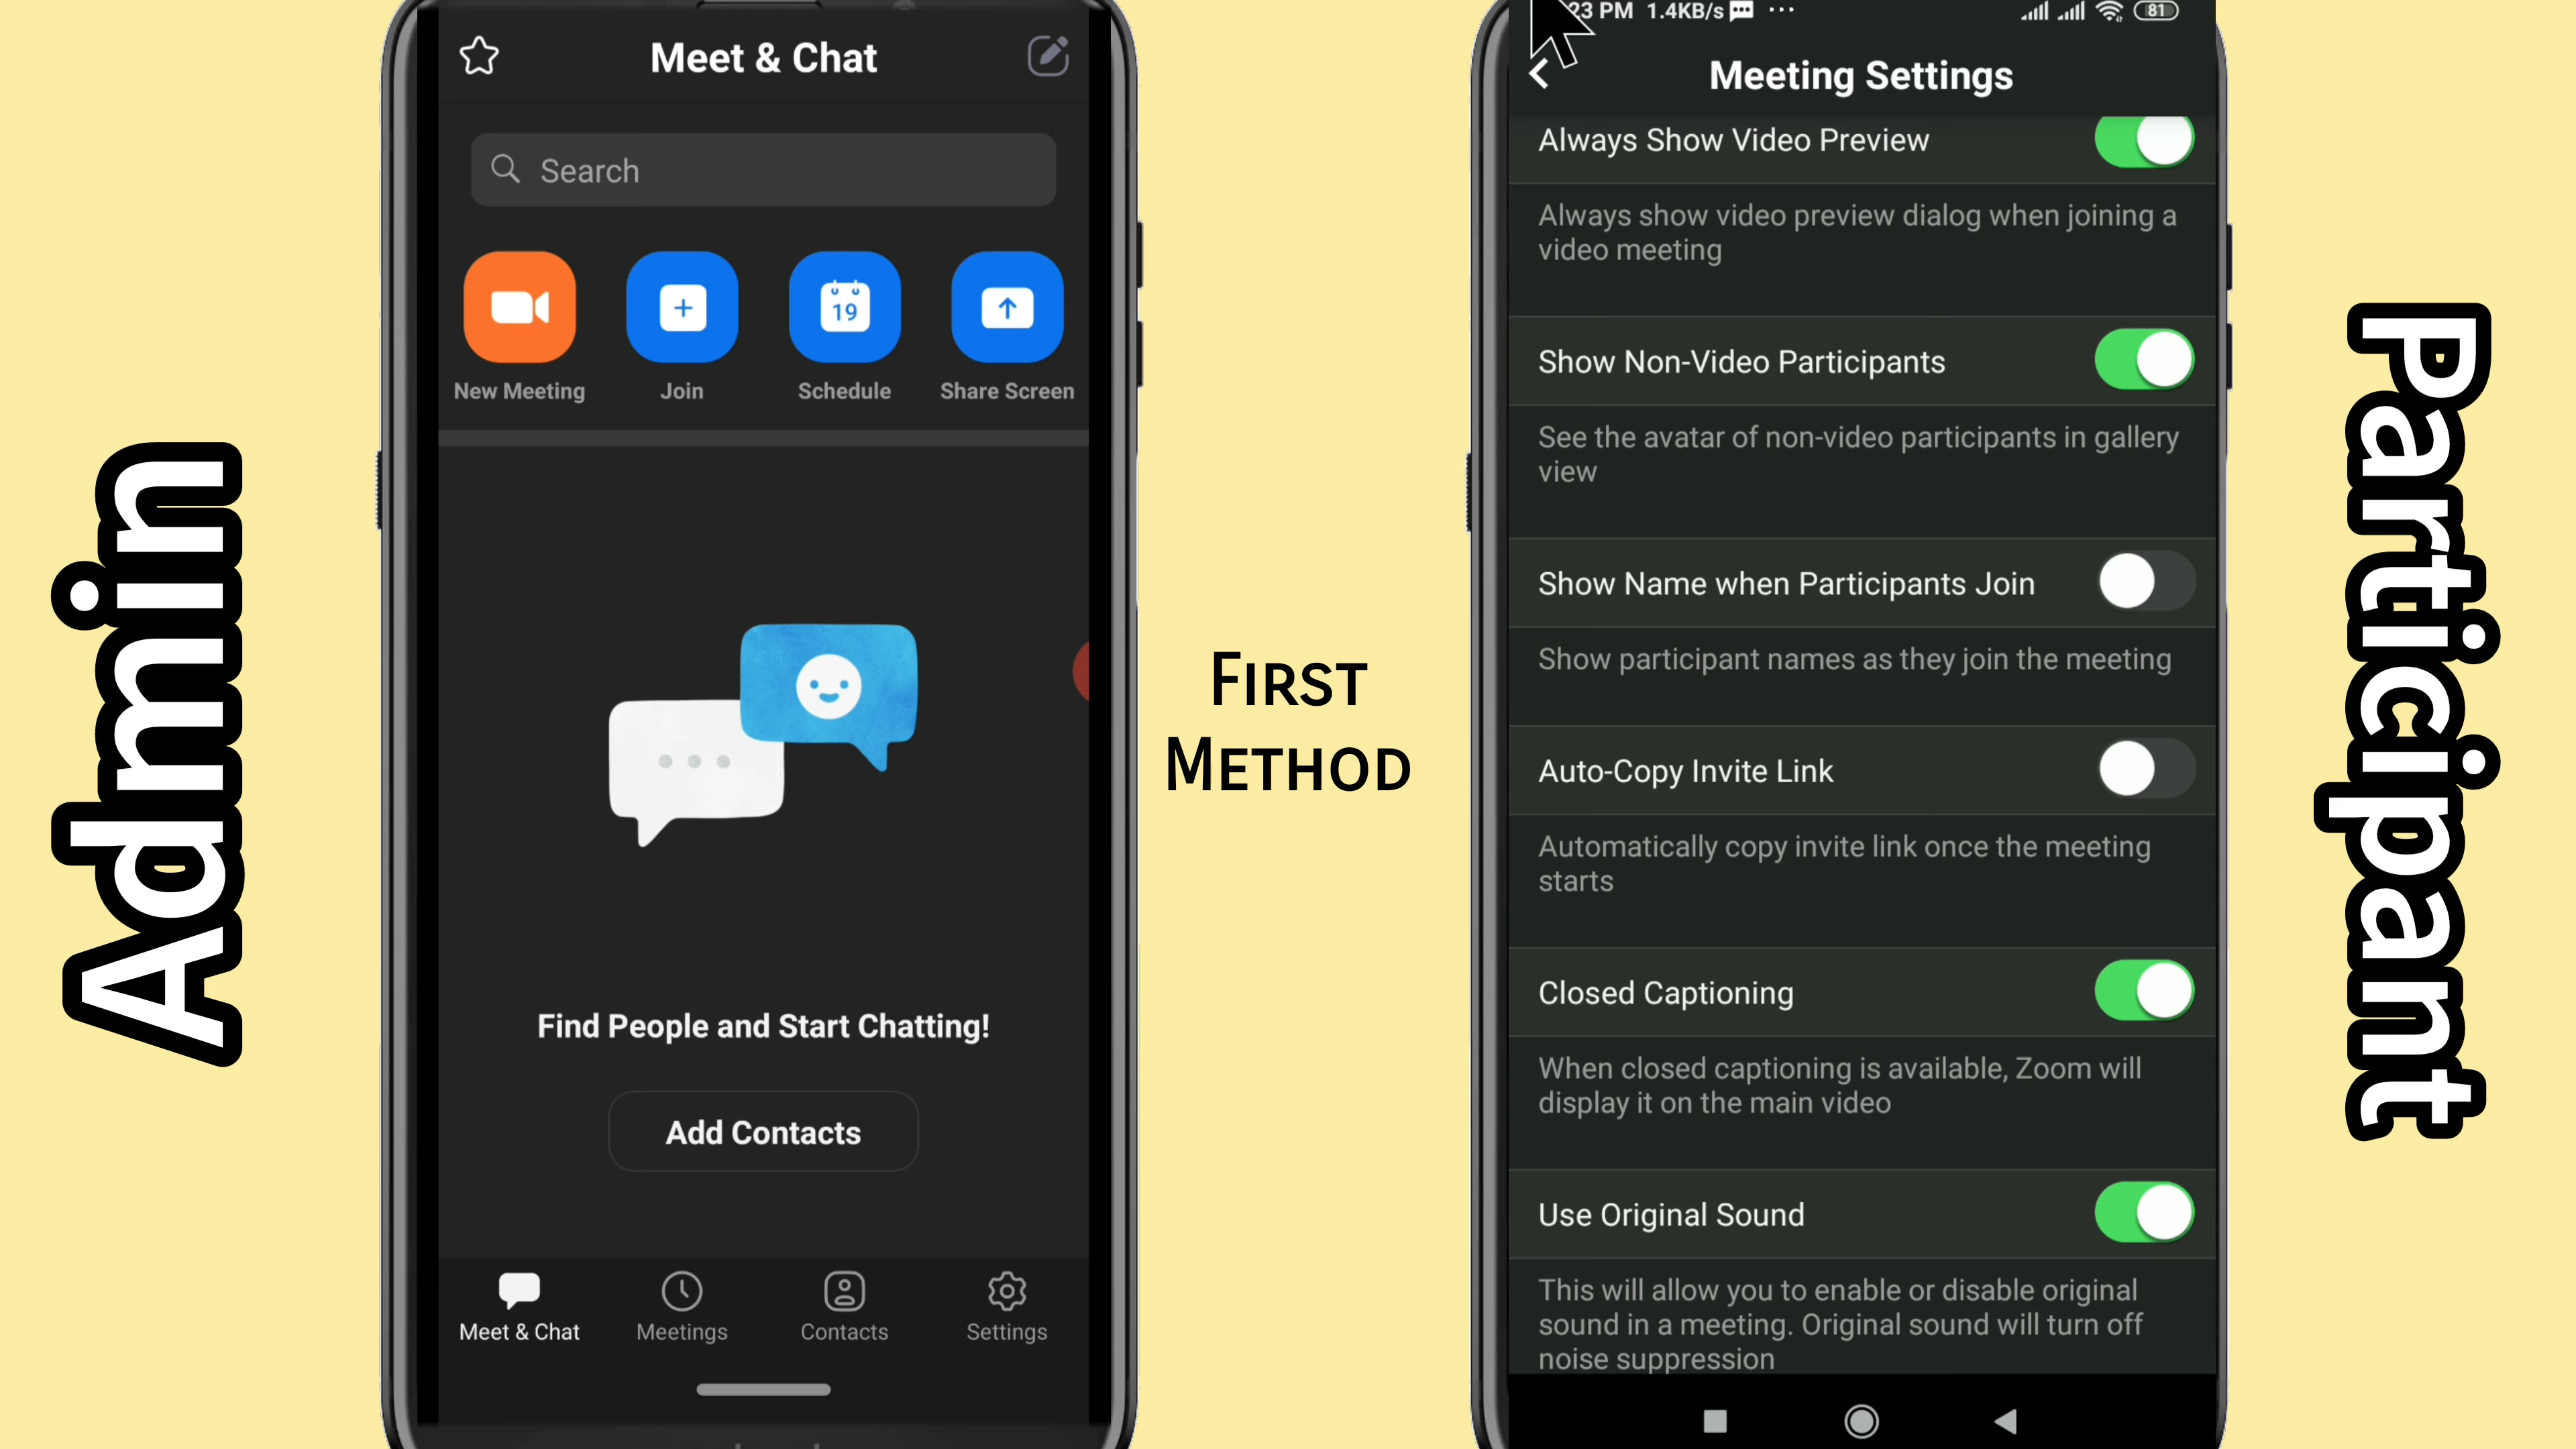 Admin
Meet & Chat
Search
19
New Meeting
Join
Schedule
Share Screen
Find People and Start Chatting!
Add Contacts
Meet & Chat
Meetings
Contacts
Settings
First
Method
23 PM 1.4KB/s
81
Meeting Settings
Always Show Video Preview
Always show video preview dialog when joining a
video meeting
Show Non-Video Participants
See the avatar of non-video participants in gallery
view
Show Name when Participants Join
Show participant names as they join the meeting
Auto-Copy Invite Link
Automatically copy invite link once the meeting
starts
Closed Captioning
When closed captioning is available, Zoom will
display it on the main video
Use Original Sound
This will allow you to enable or disable original
sound in a meeting. Original sound will turn off
noise suppression
Participant